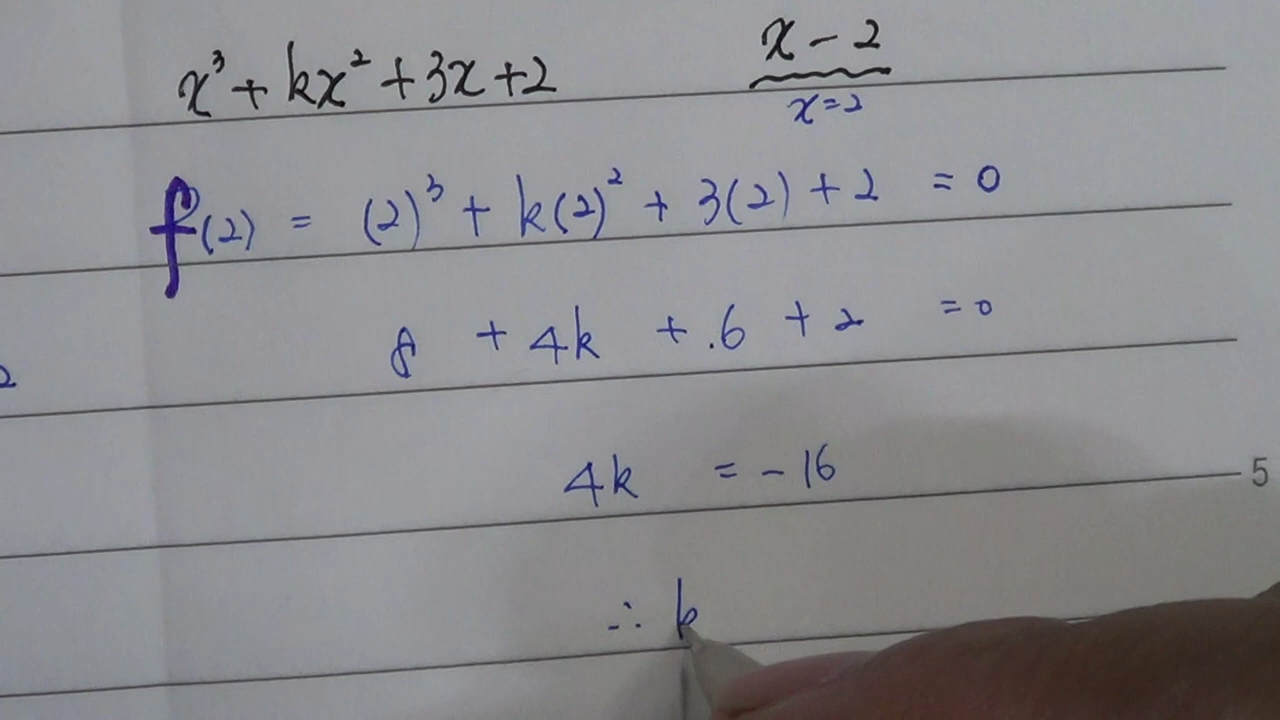 x³ + kx² + 3x + 2    x - 2
x = 2
f(2) = (2)³ + k(2)² + 3(2) + 2 = 0
8 + 4k + .6 + 2 = 0
2
4k = - 16
5
∴ k